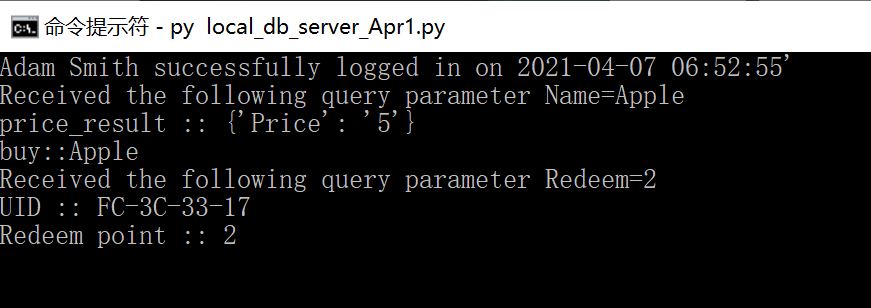 命令提示符 - py  local_db_server_Apr1.py
Adam Smith successfully logged in on 2021-04-07 06:52:55'
Received the following query parameter Name=Apple
price_result :: {'Price': '5'}
buy::Apple
Received the following query parameter Redeem=2
UID :: FC-3C-33-17
Redeem point :: 2